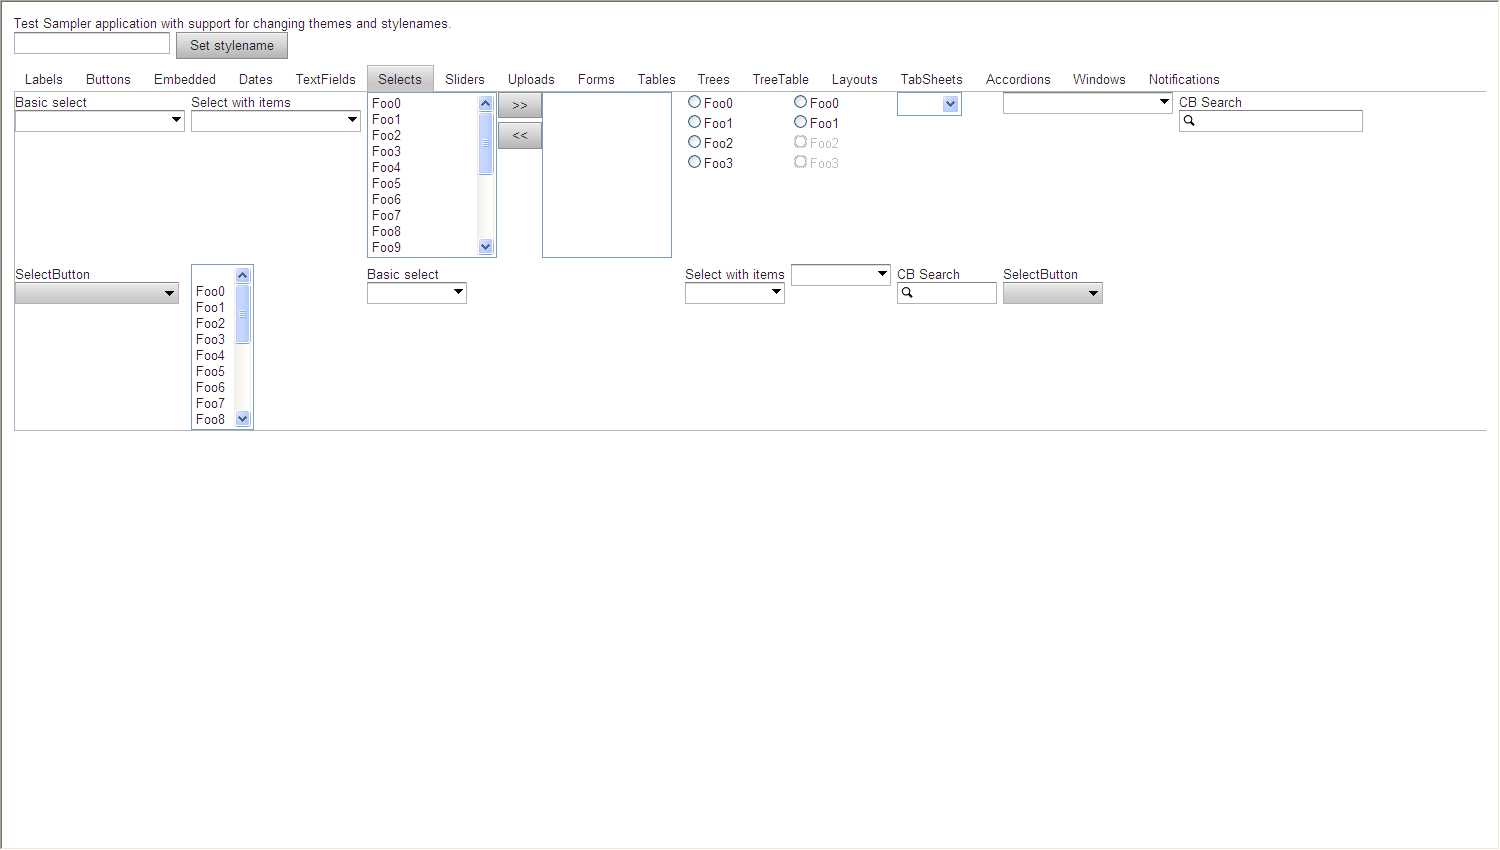 Test Sampler application with support for changing themes and stylenames.
Set stylename
Labels Buttons Embedded Dates TextFields Selects Sliders Uploads Forms Tables Trees TreeTable Layouts TabSheets Accordions Windows Notifications
Basic select
Select with items
Foo0
Foo1
Foo2
Foo3
Foo4
Foo5
Foo6
Foo7
Foo8
Foo9
>>
<<
Foo0
Foo1
Foo2
Foo3
Foo0
Foo1
Foo2
Foo3
CB Search
SelectButton
Foo0
Foo1
Foo2
Foo3
Foo4
Foo5
Foo6
Foo7
Foo8
Basic select
Select with items
CB Search
SelectButton